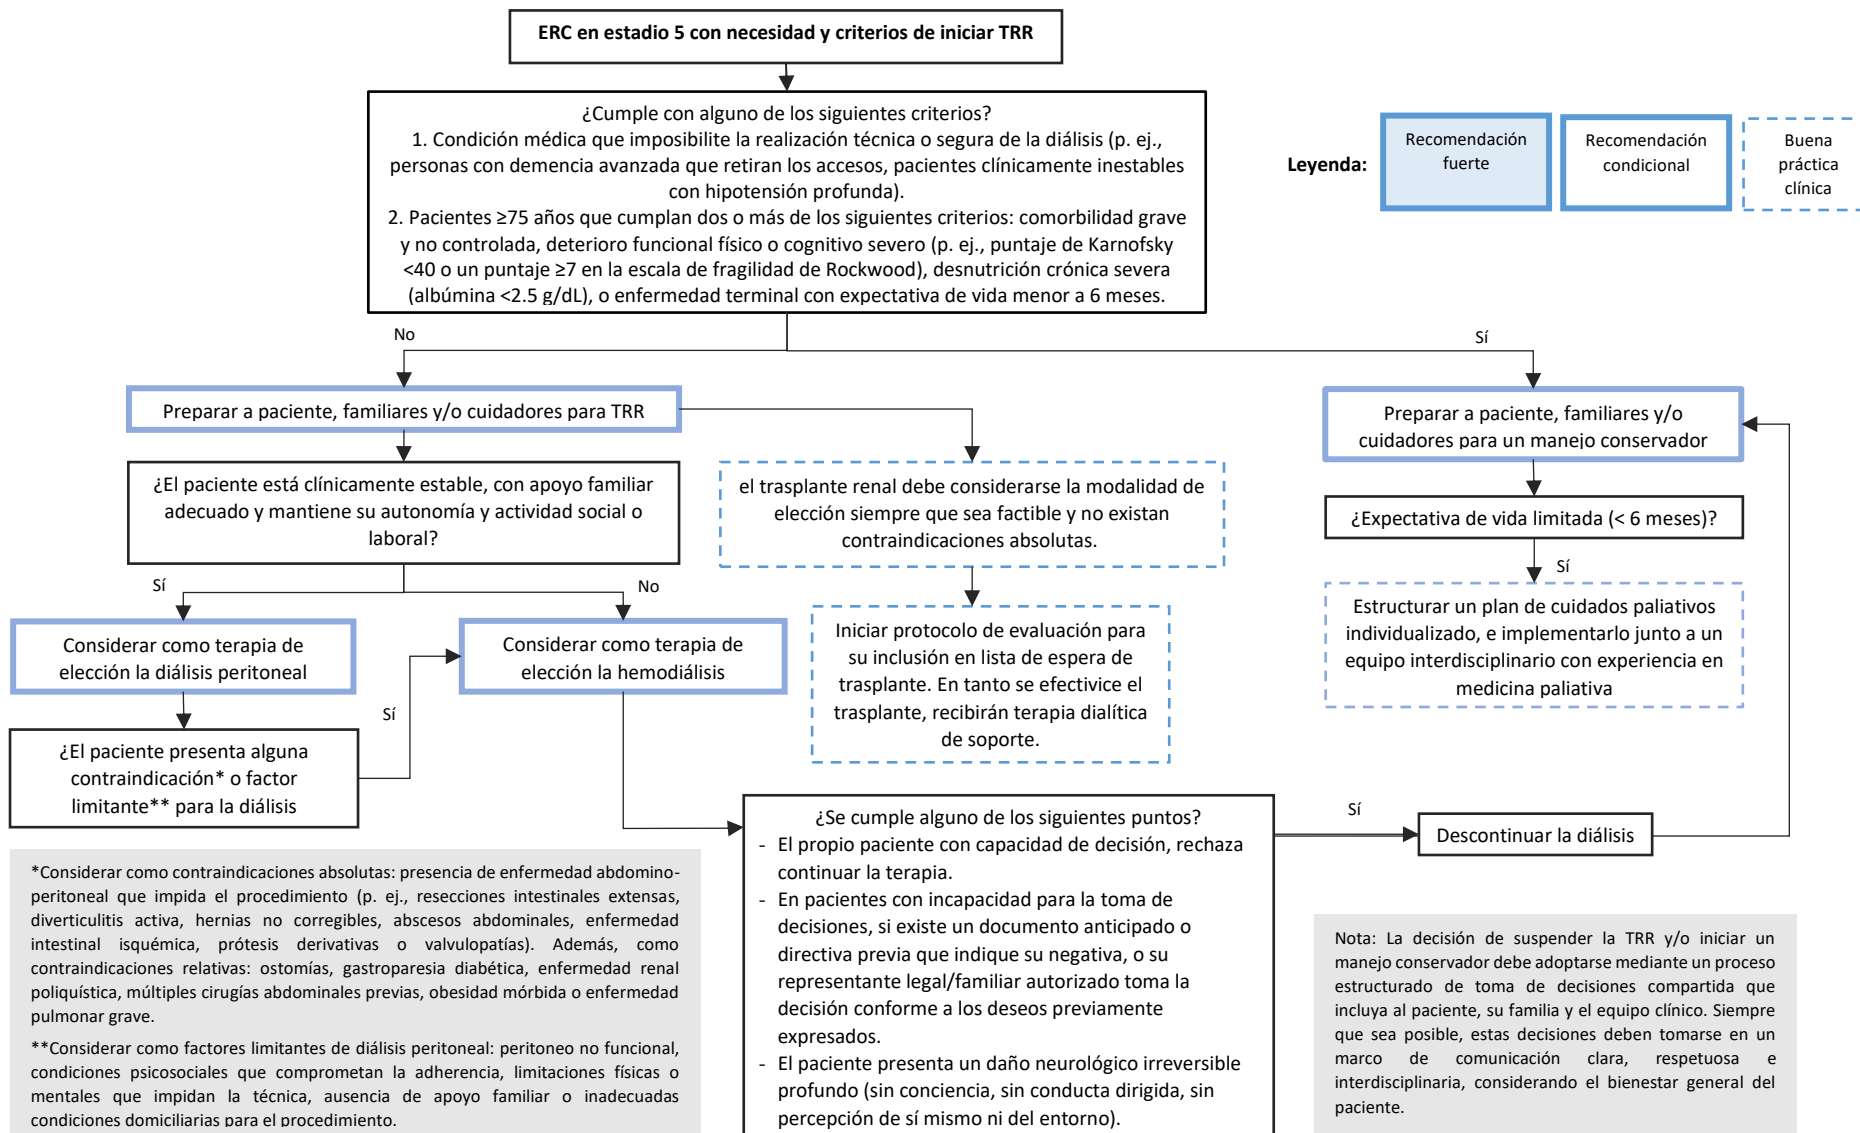 ERC en estadio 5 con necesidad y criterios de iniciar TRR
¿Cumple con alguno de los siguientes criterios?
1. Condición médica que imposibilite la realización técnica o segura de la diálisis (p. ej.,
personas con demencia avanzada que retiran los accesos, pacientes clínicamente inestables
con hipotensión profunda).
2. Pacientes ≥75 años que cumplan dos o más de los siguientes criterios: comorbilidad grave
y no controlada, deterioro funcional físico o cognitivo severo (p. ej., puntaje de Karnofsky
<40 o un puntaje ≥7 en la escala de fragilidad de Rockwood), desnutrición crónica severa
(albúmina <2.5 g/dL), o enfermedad terminal con expectativa de vida menor a 6 meses.
Leyenda:
Recomendación
fuerte
Recomendación
condicional
Buena
práctica
clínica
No
Sí
Preparar a paciente, familiares y/o cuidadores para TRR
Preparar a paciente, familiares y/o
cuidadores para un manejo conservador
¿El paciente está clínicamente estable, con apoyo familiar
adecuado y mantiene su autonomía y actividad social o
laboral?
el trasplante renal debe considerarse la modalidad de
elección siempre que sea factible y no existan
contraindicaciones absolutas.
¿Expectativa de vida limitada (< 6 meses)?
Sí
No
Sí
Considerar como terapia de
elección la diálisis peritoneal
Considerar como terapia de
elección la hemodiálisis
Iniciar protocolo de evaluación para
su inclusión en lista de espera de
trasplante. En tanto se efectivice el
trasplante, recibirán terapia dialítica
de soporte.
Estructurar un plan de cuidados paliativos
individualizado, e implementarlo junto a un
equipo interdisciplinario con experiencia en
medicina paliativa
Sí
¿El paciente presenta alguna
contraindicación* o factor
limitante** para la diálisis
¿Se cumple alguno de los siguientes puntos?
- El propio paciente con capacidad de decisión, rechaza
continuar la terapia.
- En pacientes con incapacidad para la toma de
decisiones, si existe un documento anticipado o
directiva previa que indique su negativa, o su
representante legal/familiar autorizado toma la
decisión conforme a los deseos previamente
expresados.
- El paciente presenta un daño neurológico irreversible
profundo (sin conciencia, sin conducta dirigida, sin
percepción de sí mismo ni del entorno).
Sí
Descontinuar la diálisis
*Considerar como contraindicaciones absolutas: presencia de enfermedad abdomino-
peritoneal que impida el procedimiento (p. ej., resecciones intestinales extensas,
diverticulitis activa, hernias no corregibles, abscesos abdominales, enfermedad
intestinal isquémica, prótesis derivativas o valvulopatías). Además, como
contraindicaciones relativas: ostomías, gastroparesia diabética, enfermedad renal
poliquística, múltiples cirugías abdominales previas, obesidad mórbida o enfermedad
pulmonar grave.
**Considerar como factores limitantes de diálisis peritoneal: peritoneo no funcional,
condiciones psicosociales que comprometan la adherencia, limitaciones físicas o
mentales que impidan la técnica, ausencia de apoyo familiar o inadecuadas
condiciones domiciliarias para el procedimiento.
Nota: La decisión de suspender la TRR y/o iniciar un
manejo conservador debe adoptarse mediante un proceso
estructurado de toma de decisiones compartida que
incluya al paciente, su familia y el equipo clínico. Siempre
que sea posible, estas decisiones deben tomarse en un
marco de comunicación clara, respetuosa e
interdisciplinaria, considerando el bienestar general del
paciente.